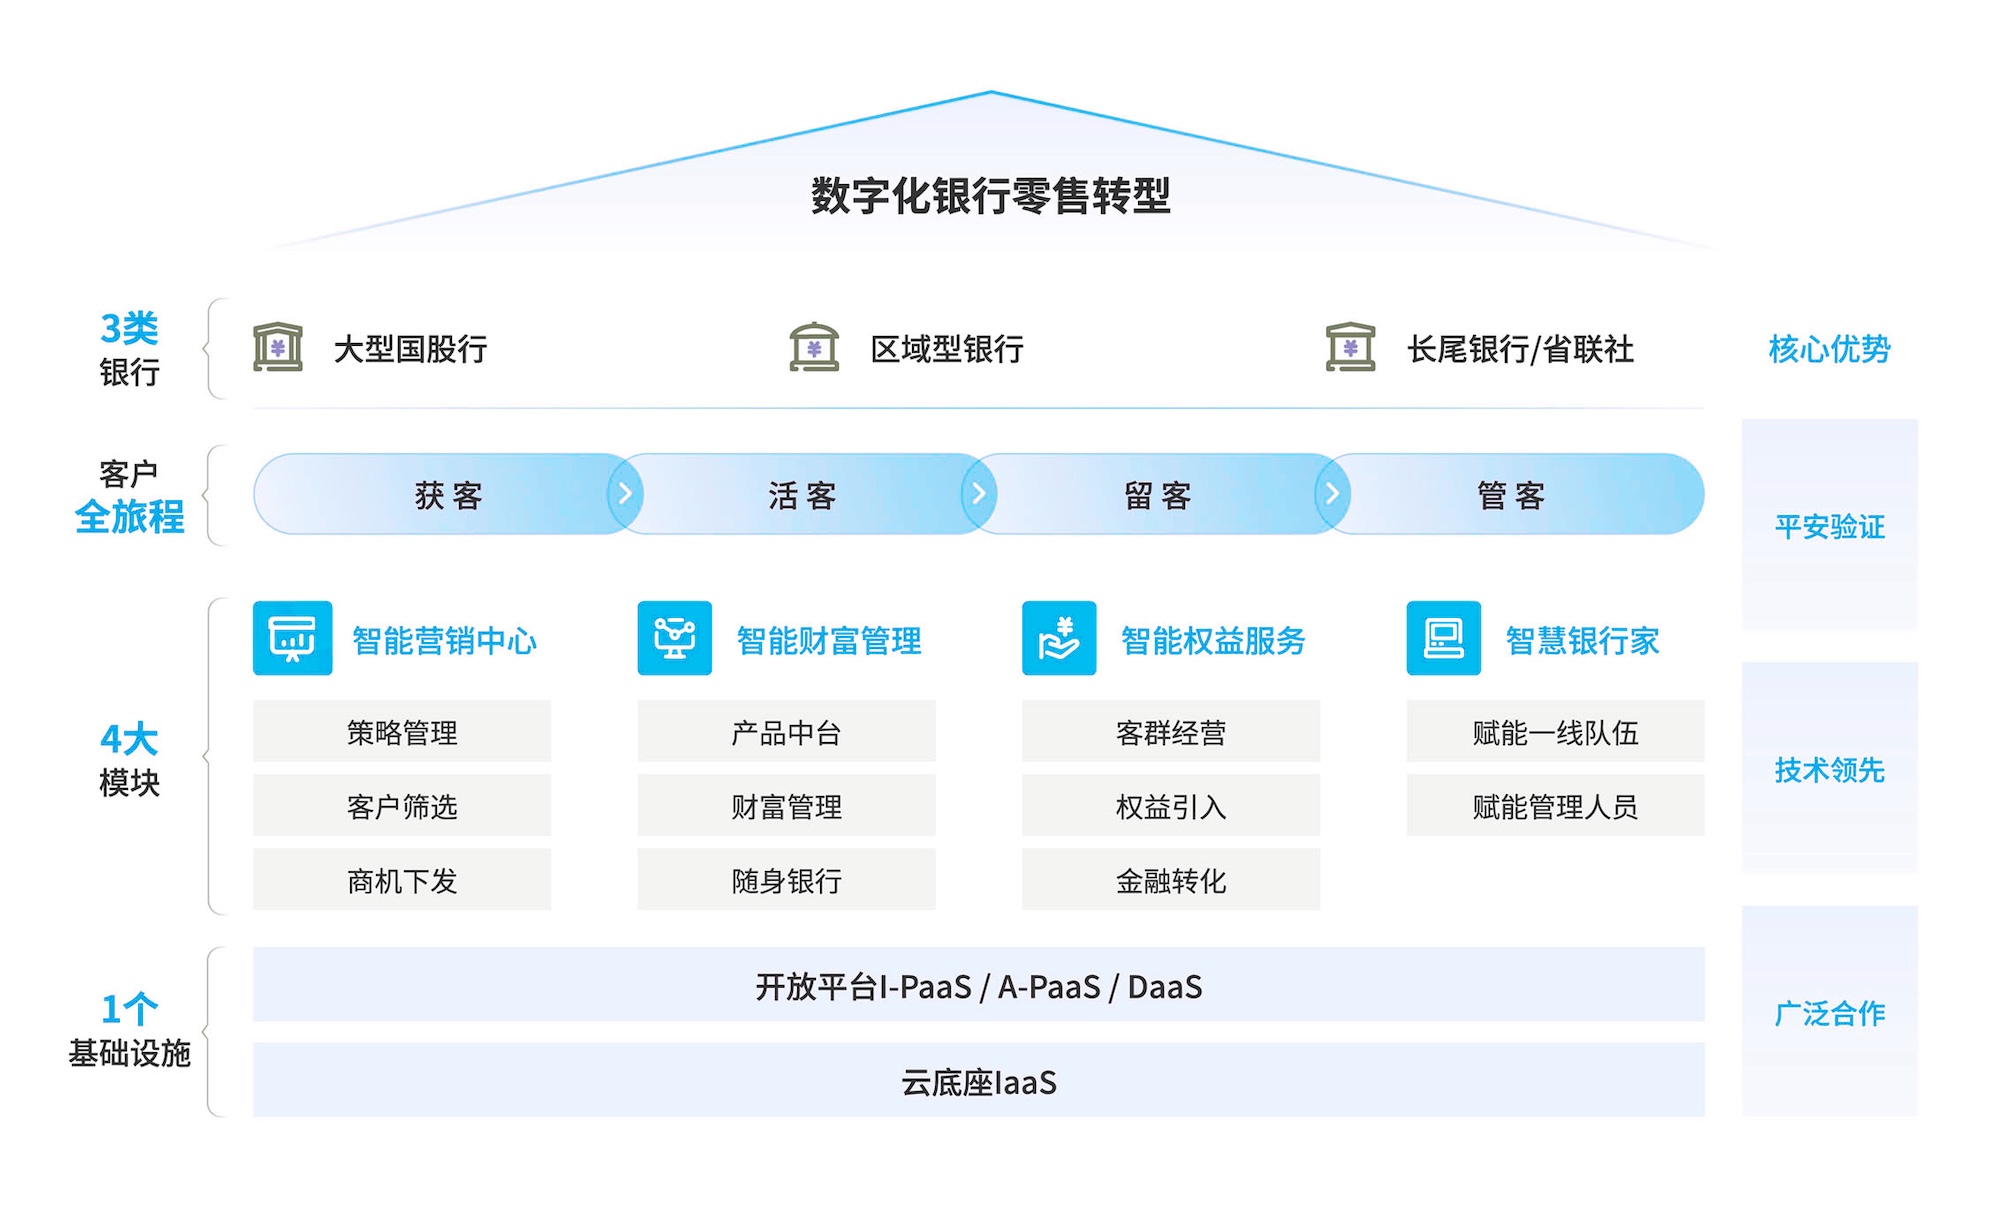 数字化银行零售转型
3类
银行
大型国股行
区域型银行
长尾银行/省联社
核心优势
客户
全旅程
获客
活客
留客
管客
平安验证
4大
模块
智能营销中心
策略管理
客户筛选
商机下发
智能财富管理
产品中台
财富管理
随身银行
智能权益服务
客群经营
权益引入
金融转化
智慧银行家
赋能一线队伍
赋能管理人员
技术领先
1个
基础设施
开放平台I-PaaS / A-PaaS / DaaS
云底座IaaS
广泛合作